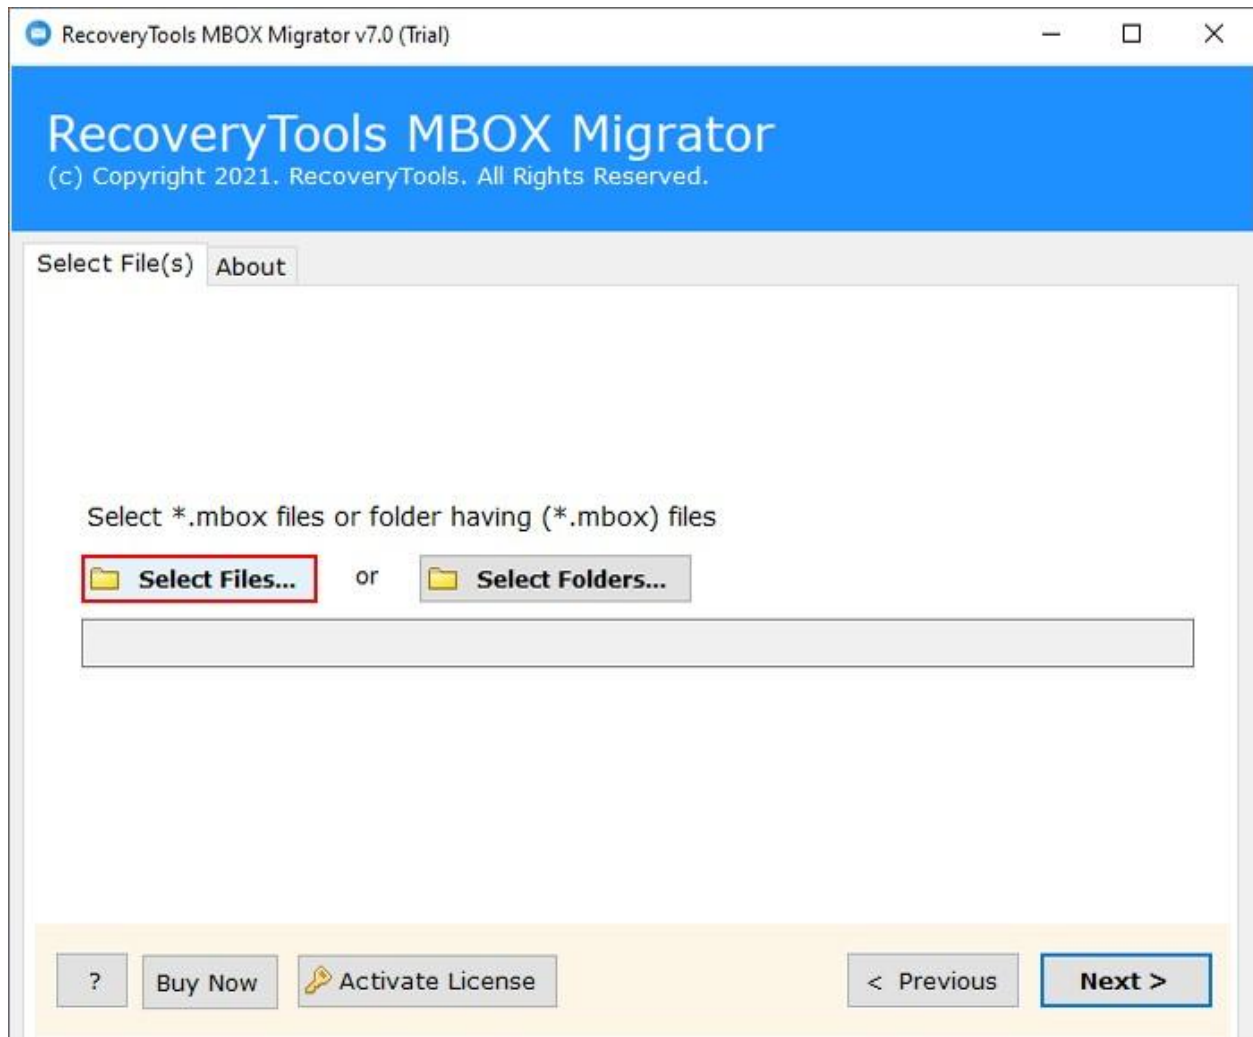 RecoveryTools MBOX Migrator v7.0 (Trial)
RecoveryTools MBOX Migrator
(c) Copyright 2021. RecoveryTools. All Rights Reserved.
Select File(s) About
Select *.mbox files or folder having (*.mbox) files
Select Files... or Select Folders...
? Buy Now Activate License < Previous Next >